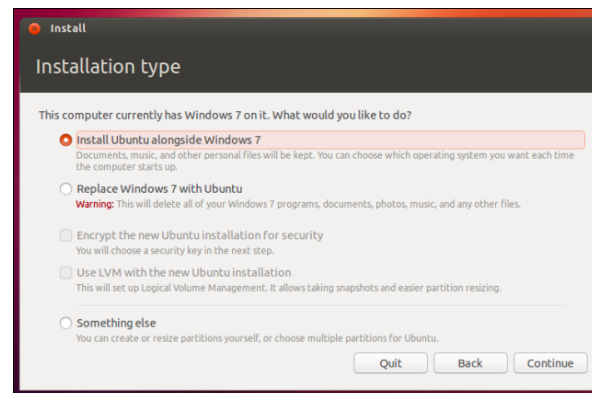 Install
Installation type
This computer currently has Windows 7 on it. What would you like to do?
Install Ubuntu alongside Windows 7
Documents, music, and other personal files will be kept. You can choose which operating system you want each time
the computer starts up.
Replace Windows 7 with Ubuntu
Warning: This will delete all of your Windows 7 programs, documents, photos, music, and any other files.
Encrypt the new Ubuntu installation for security
You will choose a security key in the next step.
Use LVM with the new Ubuntu installation
This will set up Logical Volume Management. It allows taking snapshots and easier partition resizing.
Something else
You can create or resize partitions yourself, or choose multiple partitions for Ubuntu.
Quit Back Continue